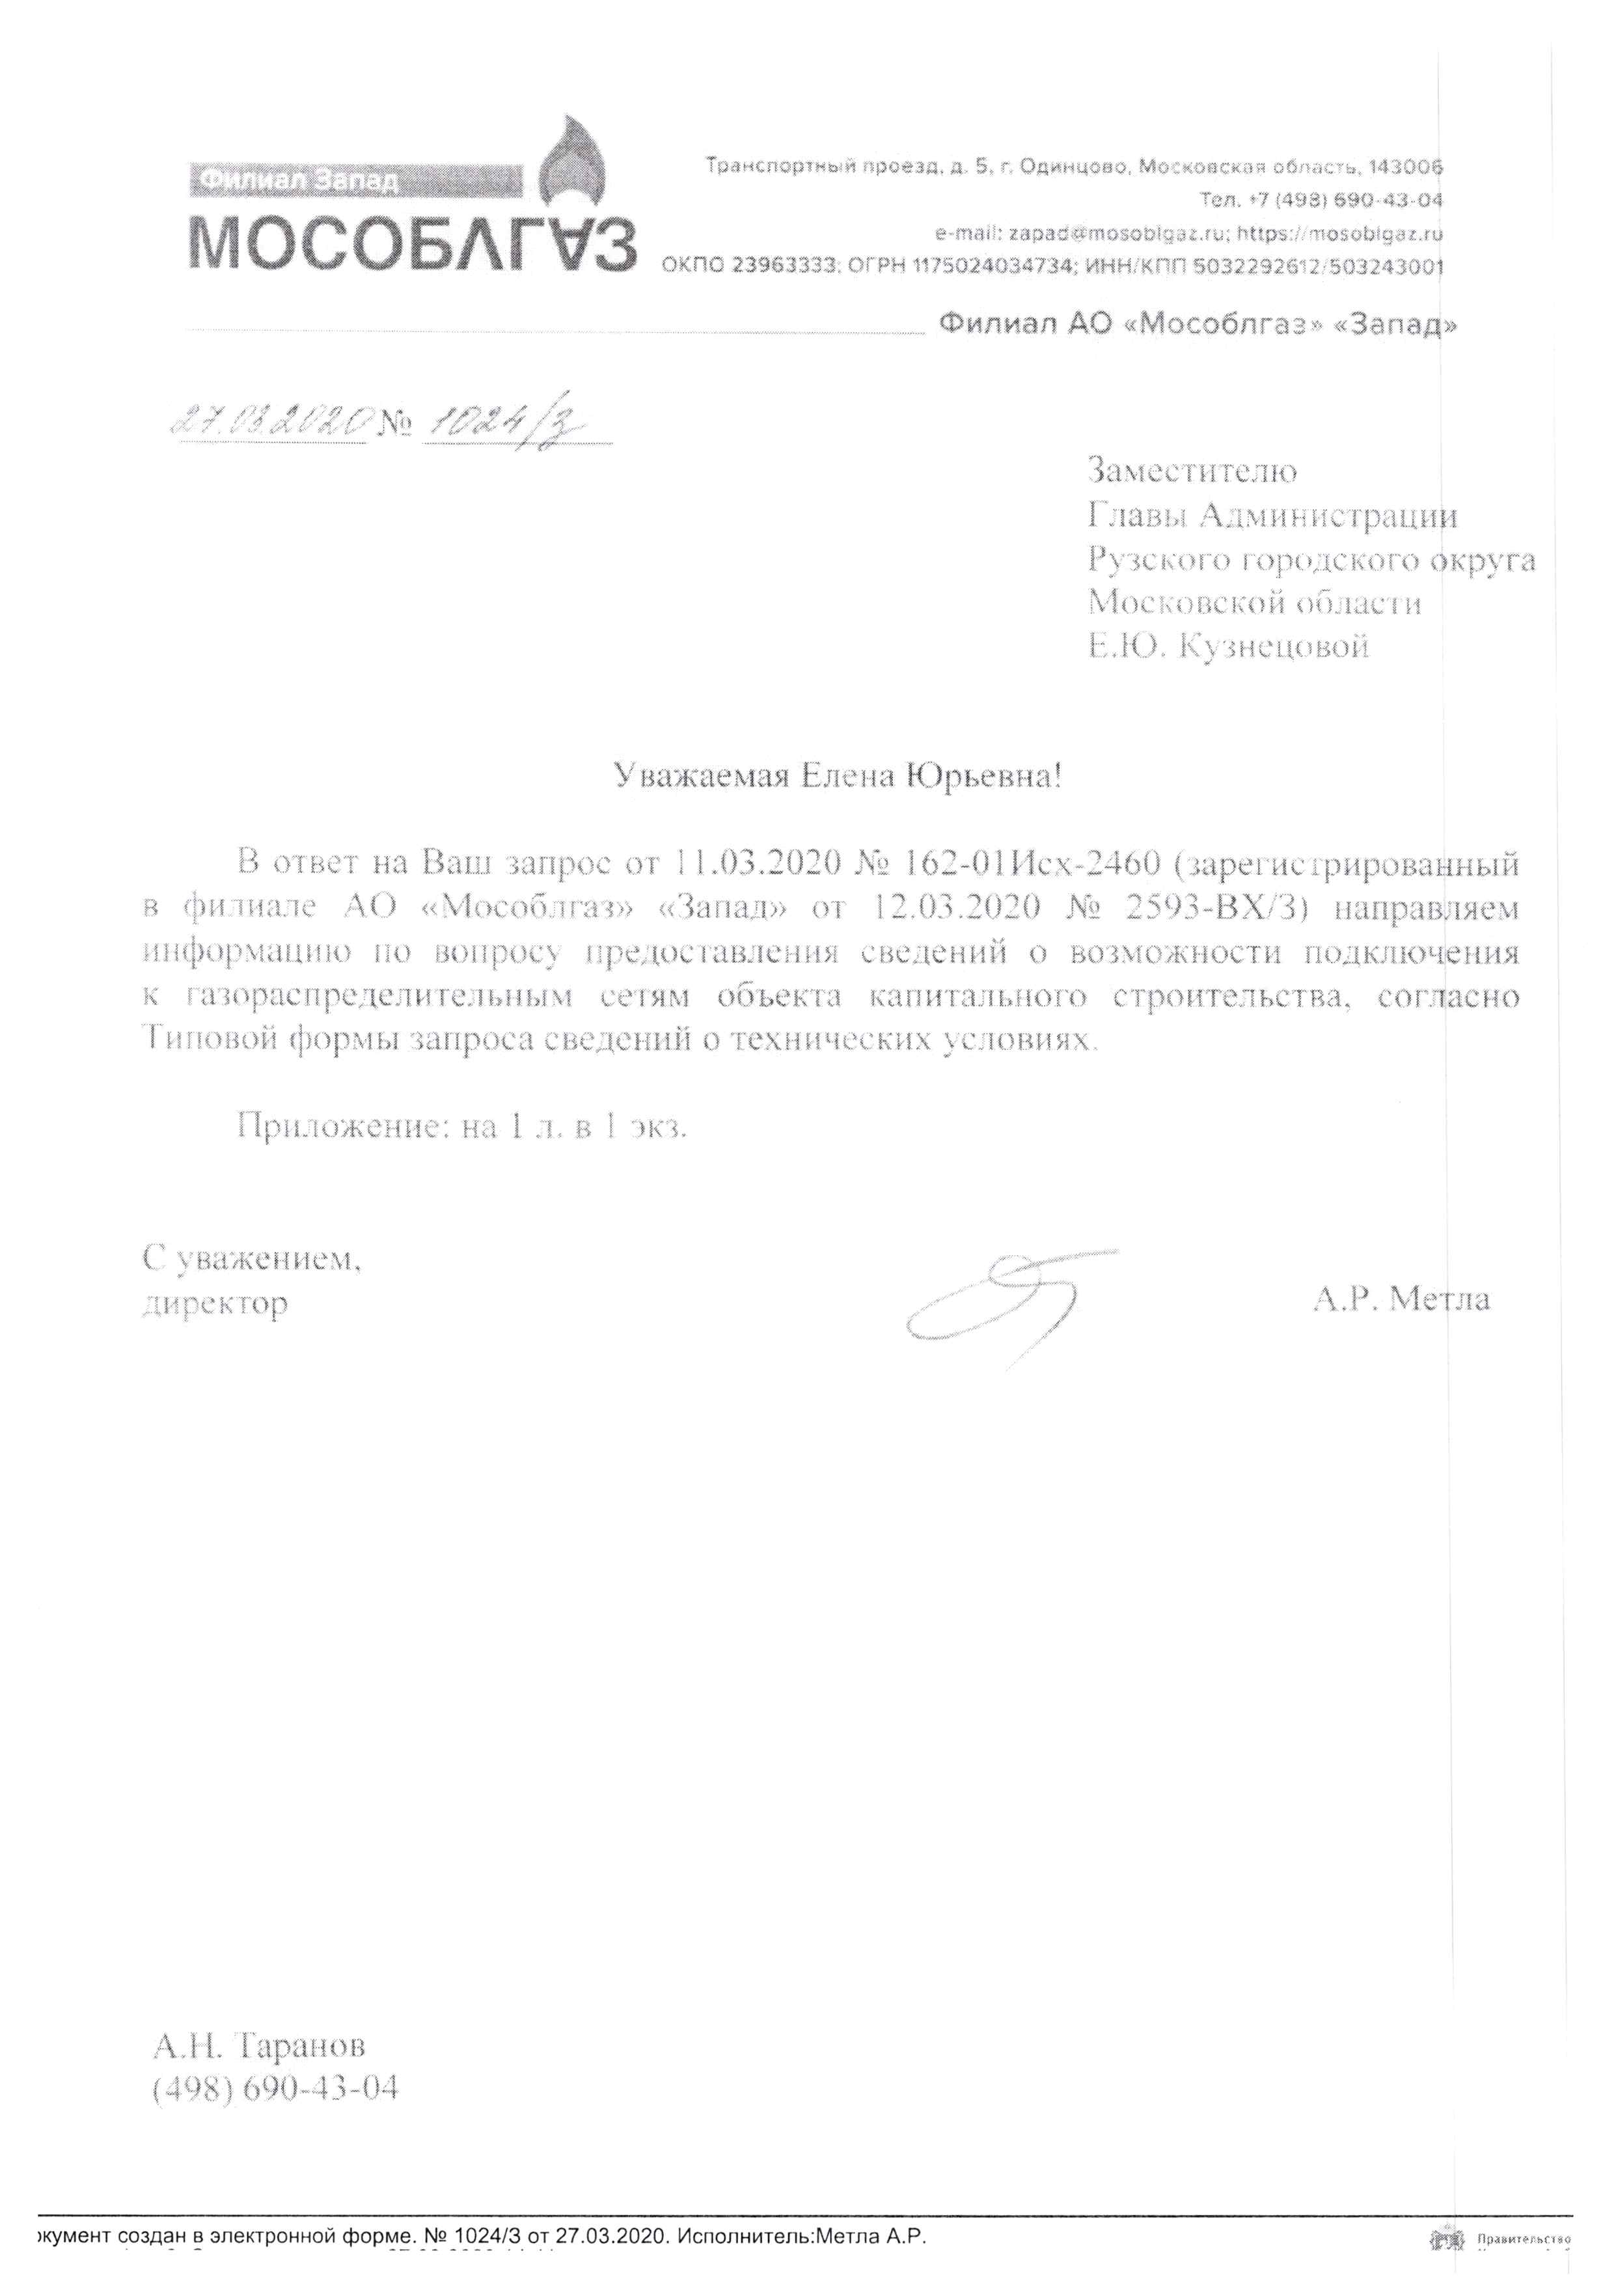 Филиал Запад
МОСОБЛГАЗ
Транспортный проезд, д. 5, г. Одинцово, Московская область, 143006
Тел. +7 (498) 690-43-04
e-mail: zapad@mosoblgaz.ru; https://mosoblgaz.ru
ОКПО 23963333; ОГРН 1175024034734; ИНН/КПП 5032292612/503243001
Филиал АО «Мособлгаз» «Запад»
27.03.2020 № 1024/З
Заместителю
Главы Администрации
Рузского городского округа
Московской области
Е.Ю. Кузнецовой
Уважаемая Елена Юрьевна!
В ответ на Ваш запрос от 11.03.2020 № 162-01Исх-2460 (зарегистрированный
в филиале АО «Мособлгаз» «Запад» от 12.03.2020 № 2593-ВХ/З) направляем
информацию по вопросу предоставления сведений о возможности подключения
к газораспределительным сетям объекта капитального строительства, согласно
Типовой формы запроса сведений о технических условиях.
Приложение: на 1 л. в 1 экз.
С уважением,
директор
А.Р. Метла
А.Н. Таранов
(498) 690-43-04
окумент создан в электронной форме. № 1024/З от 27.03.2020. Исполнитель:Метла А.Р.
Правительство